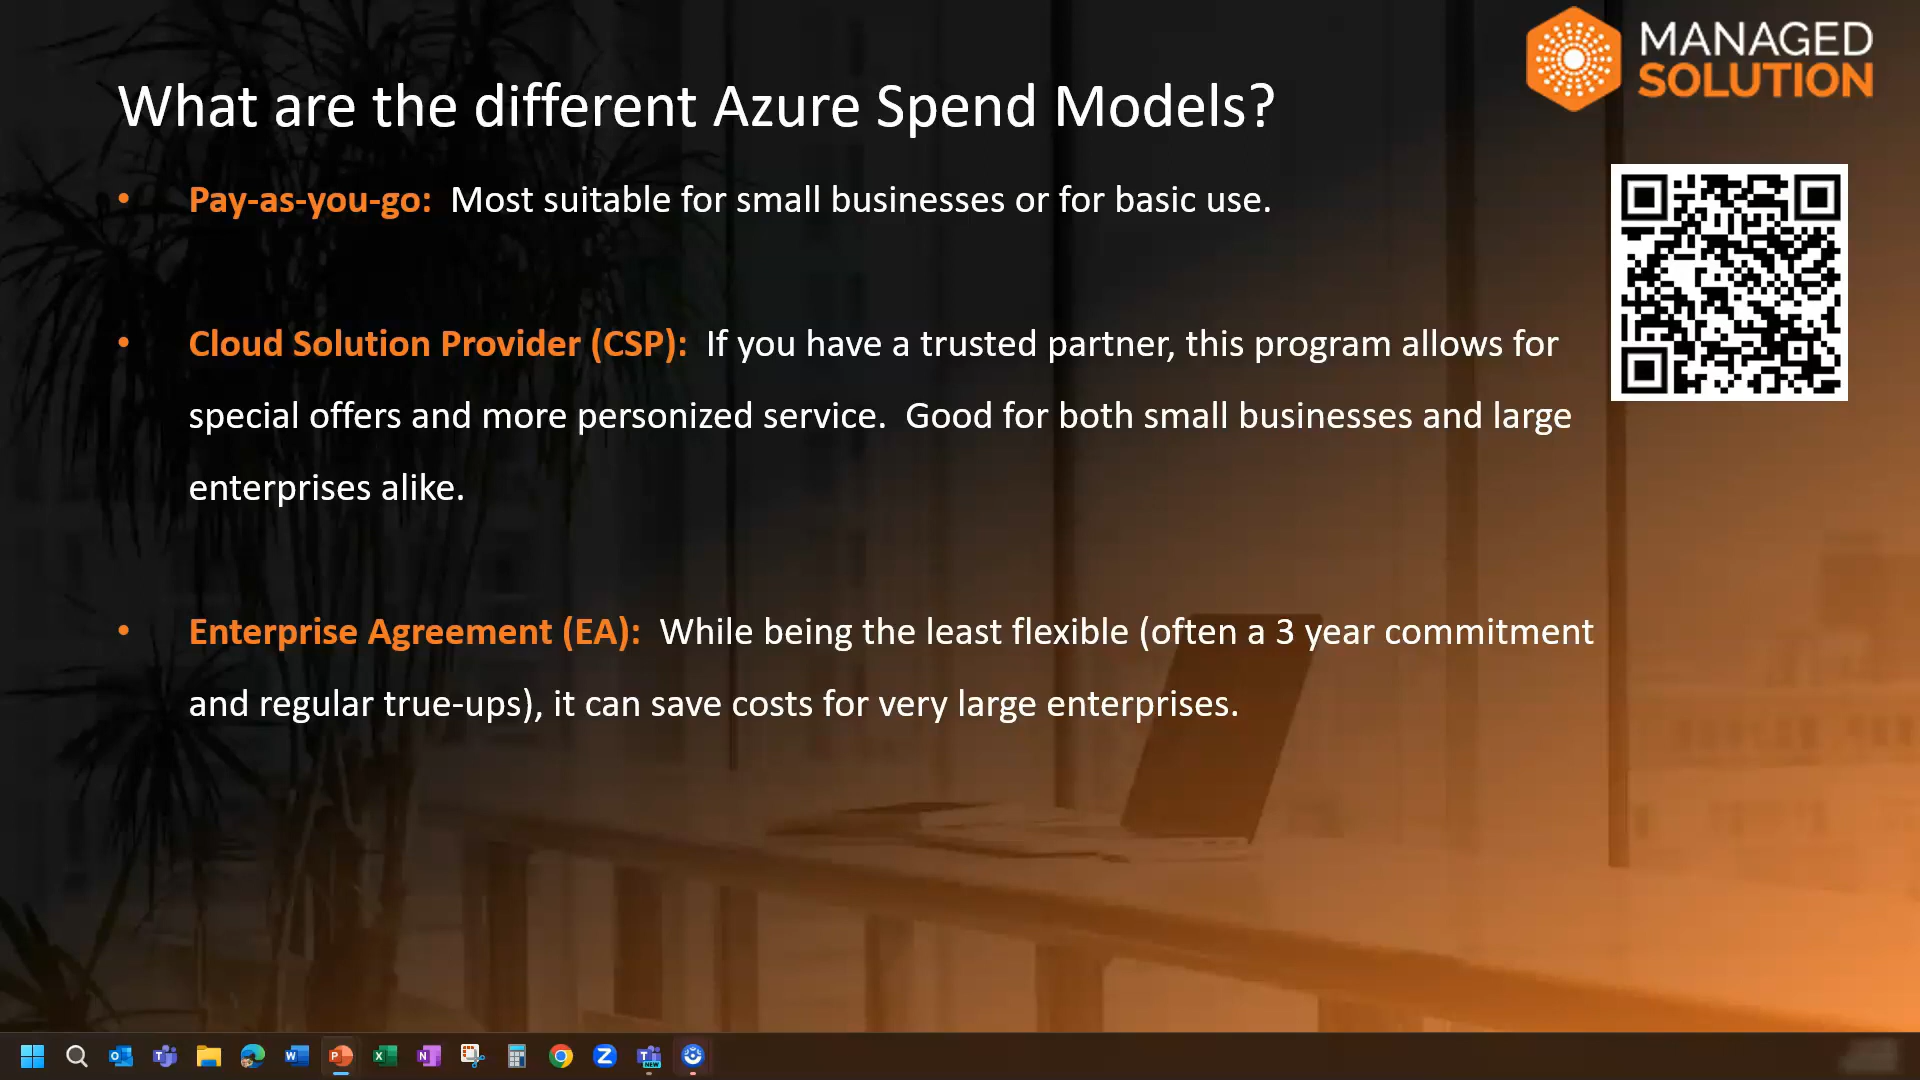 MANAGED
SOLUTION
What are the different Azure Spend Models?
• Pay-as-you-go: Most suitable for small businesses or for basic use.
• Cloud Solution Provider (CSP): If you have a trusted partner, this program allows for
special offers and more personized service. Good for both small businesses and large
enterprises alike.
• Enterprise Agreement (EA): While being the least flexible (often a 3 year commitment
and regular true-ups), it can save costs for very large enterprises.